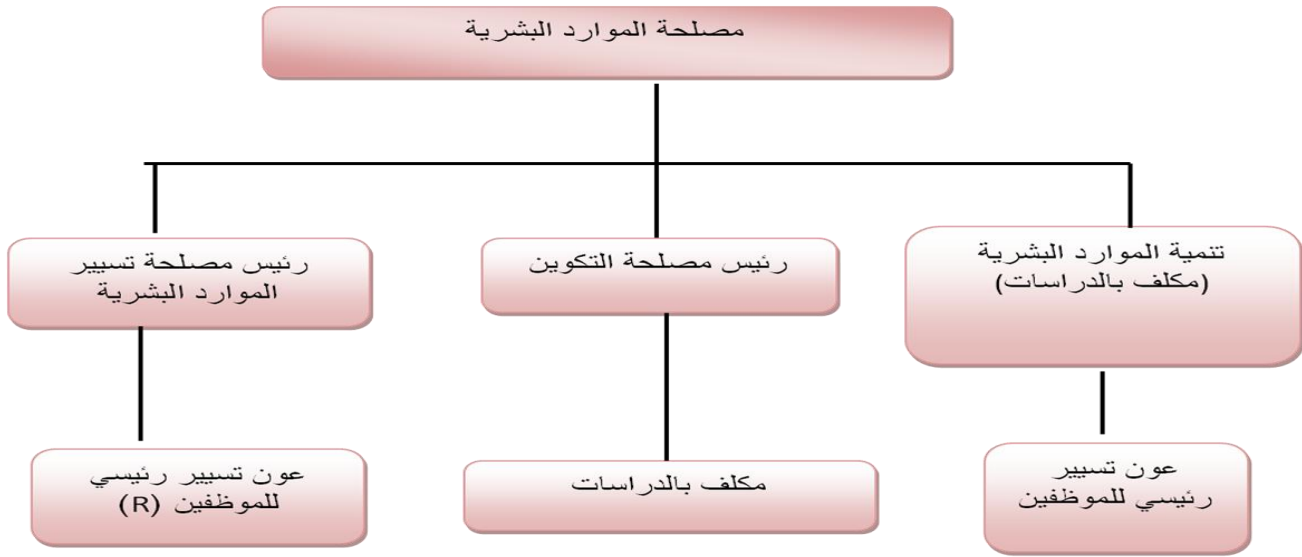 مصلحة الموارد البشرية
تنمية الموارد البشرية
(مكلف بالدراسات)
رئيس مصلحة التكوين
رئيس مصلحة تسيير
الموارد البشرية
عون تسيير
رئيسي للموظفين
مكلف بالدراسات
عون تسيير رئيسي
للموظفين (R)